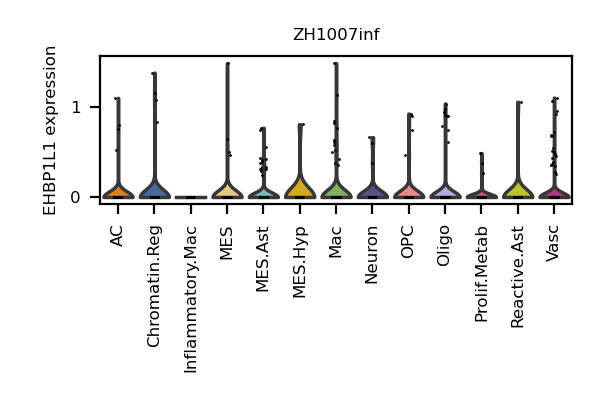 ZH1007inf
EHBP1L1 expression
1
0
AC
Chromatin.Reg
Inflammatory.Mac
MES
MES.Ast
MES.Hyp
Mac
Neuron
OPC
Oligo
Prolif.Metab
Reactive.Ast
Vasc